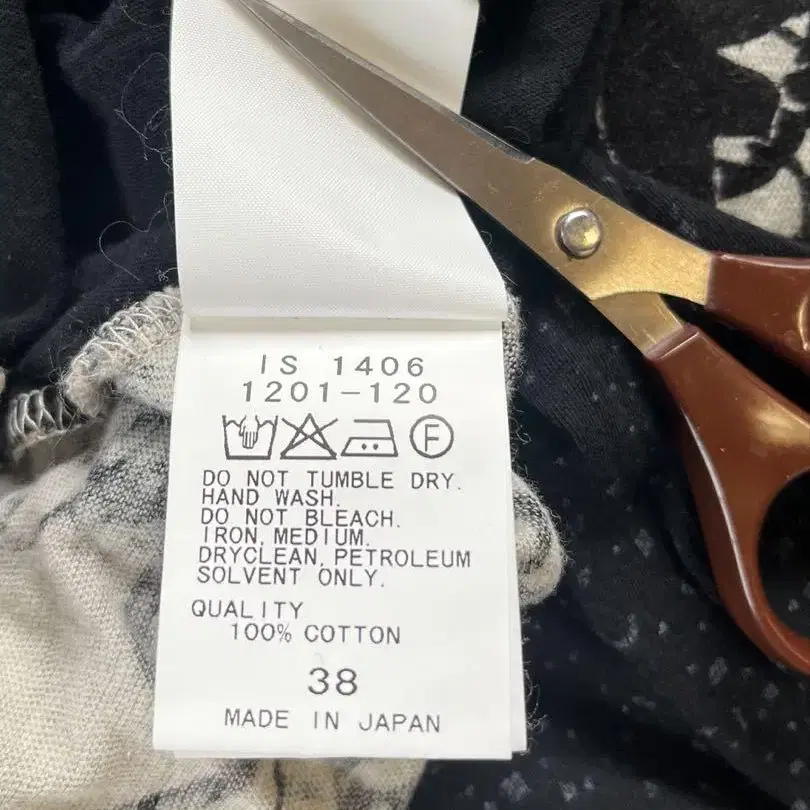 IS 1406
1201-120
F
DO NOT TUMBLE DRY.
HAND WASH.
DO NOT BLEACH.
IRON, MEDIUM.
DRYCLEAN, PETROLEUM
SOLVENT ONLY.
QUALITY
100% COTTON
38
MADE IN JAPAN